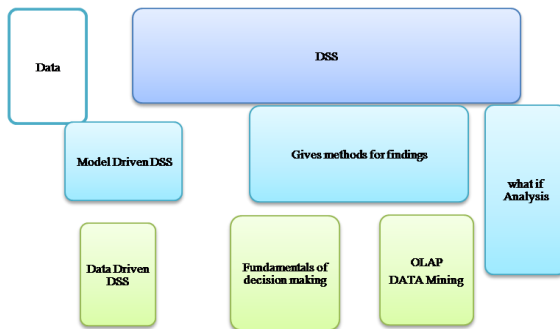 Data
DSS
Model Driven DSS
Gives methods for findings
what if
Analysis
Data Driven
DSS
Fundamentals of
decision making
OLAP
DATA Mining